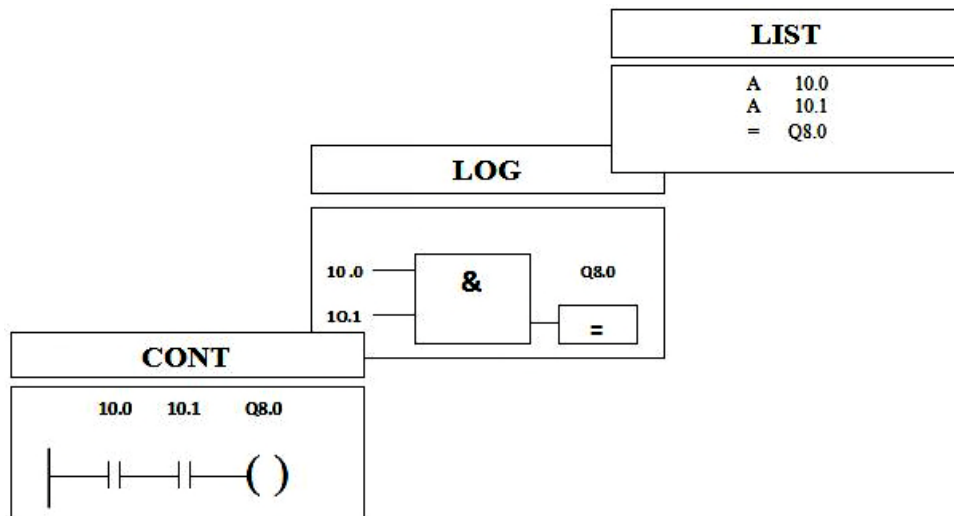 LIST
A 10.0
A 10.1
= Q8.0
LOG
10 .0
&
Q8.0
10.1
=
CONT
10.0 10.1 Q8.0
( )